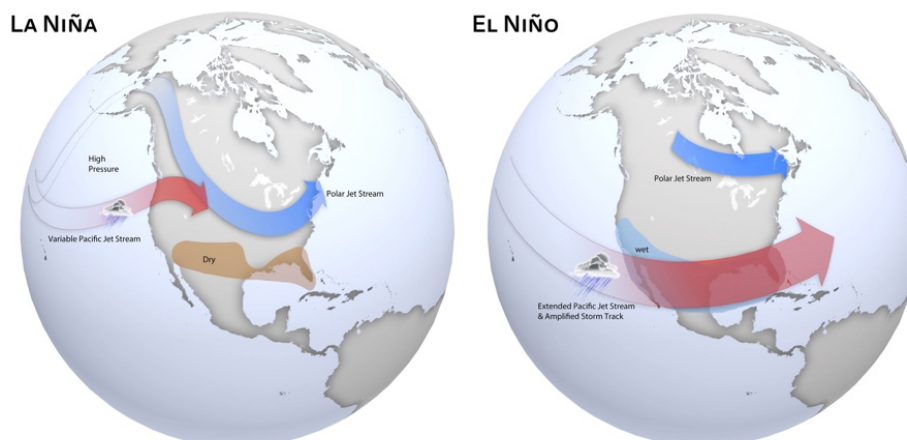 LA NIÑA
High
Pressure
Variable Pacific Jet Stream
Polar Jet Stream
Dry
EL NIÑO
Polar Jet Stream
wet
Extended Pacific Jet Stream
& Amplified Storm Track